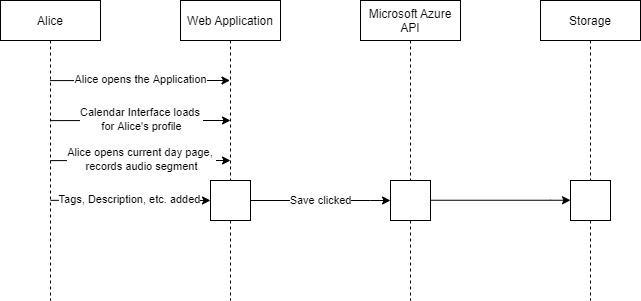 Alice
Web Application
Microsoft Azure
API
Storage
Alice opens the Application
Calendar Interface loads
for Alice's profile
Alice opens current day page,
records audio segment
Tags, Description, etc. added
Save clicked